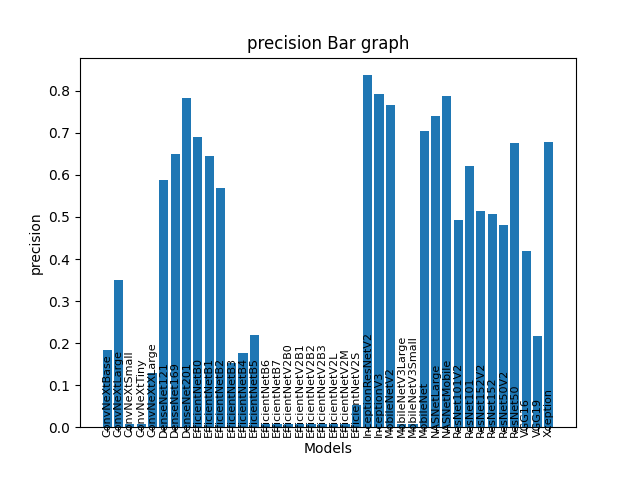 precision Bar graph
0.8
0.7
0.6
0.5
0.4
0.3
0.2
0.1
0.0
precision
ConvNeXtBase
ConvNeXtLarge
ConvNeXtSmall
ConvNeXtTiny
ConvNeXtXLarge
DenseNet121
DenseNet169
DenseNet201
EfficientNetB0
EfficientNetB1
EfficientNetB2
EfficientNetB3
EfficientNetB4
EfficientNetB5
EfficientNetB6
EfficientNetB7
EfficientNetV2B0
EfficientNetV2B1
EfficientNetV2B2
EfficientNetV2B3
EfficientNetV2L
EfficientNetV2M
EfficientNetV2S
InceptionResNetV2
InceptionV3
MobileNetV2
MobileNetV3Large
MobileNetV3Small
MobileNet
NASNetLarge
NASNetMobile
ResNet101V2
ResNet101
ResNet152V2
ResNet152
ResNet50V2
ResNet50
VGG16
VGG19
Xception
Models